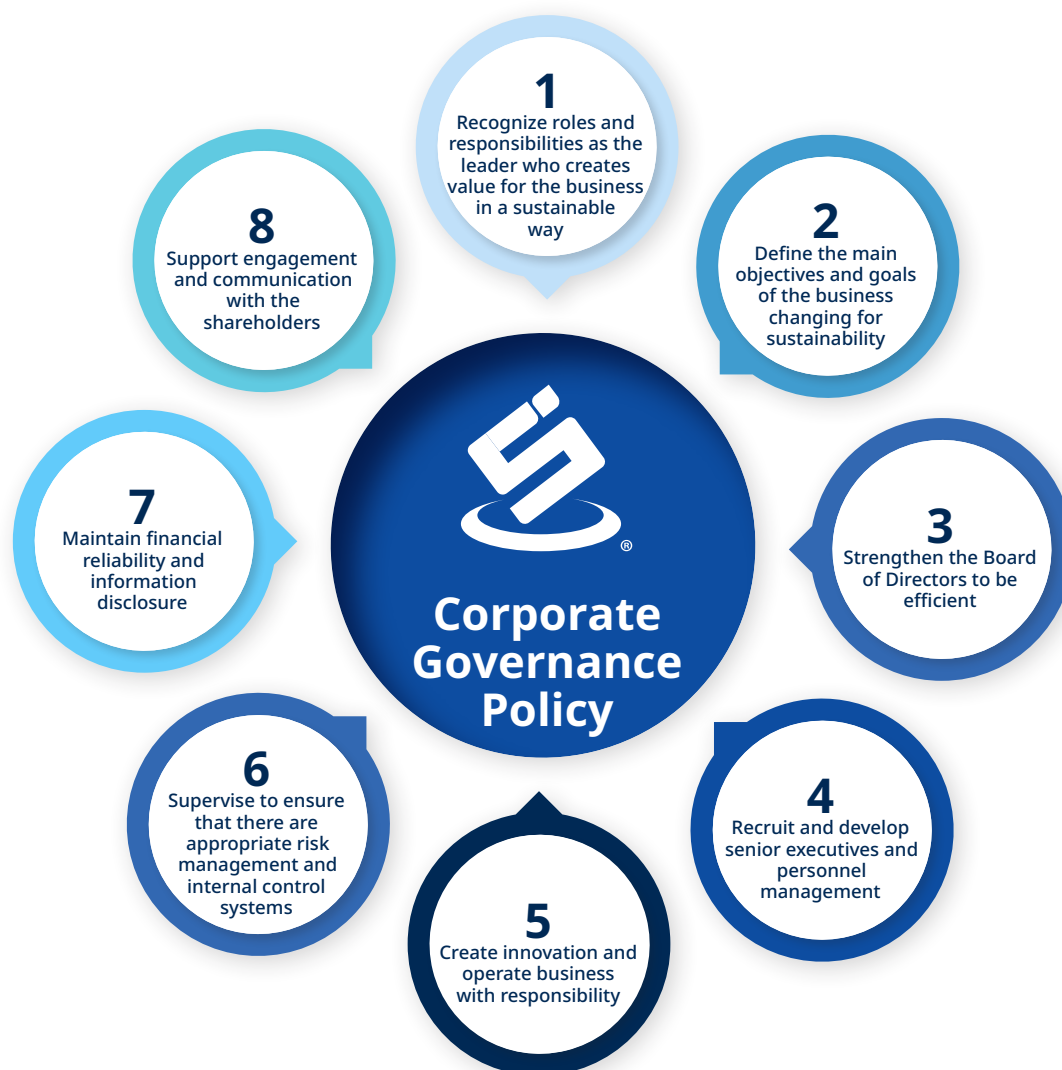 1
Recognize roles and
responsibilities as the
leader who creates
value for the business
in a sustainable
way
2
Define the main
objectives and goals
of the business
changing for
sustainability
3
Strengthen the Board
of Directors to be
efficient
4
Recruit and develop
senior executives and
personnel
management
5
Create innovation and
operate business
with responsibility
6
Supervise to ensure
that there are
appropriate risk
management and
internal control
systems
7
Maintain financial
reliability and
information
disclosure
8
Support engagement
and communication
with the
shareholders
®
Corporate
Governance
Policy